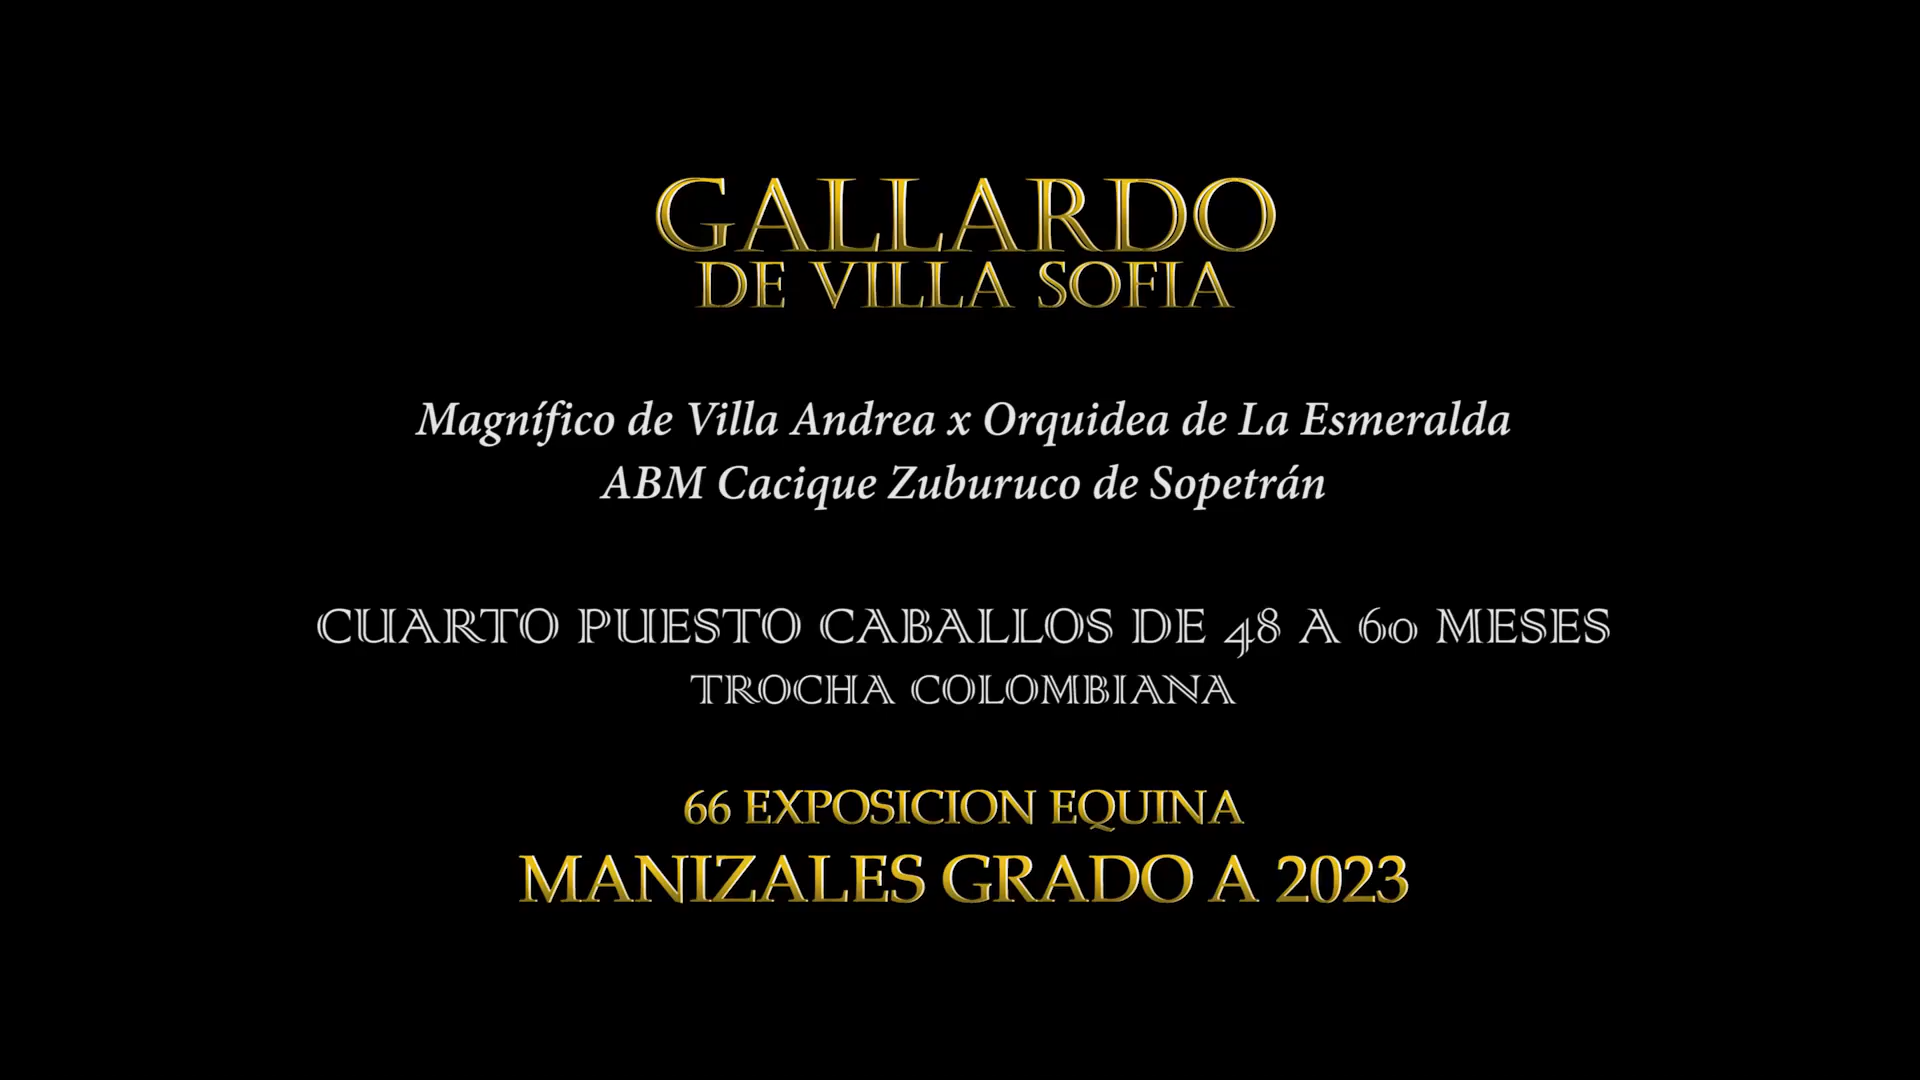 GALLARDO
DE VILLA SOFIA
Magnífico de Villa Andrea x Orquidea de La Esmeralda
ABM Cacique Zuburuco de Sopetrán
CUARTO PUESTO CABALLOS DE 48 A 60 MESES
TROCHA COLOMBIANA
66 EXPOSICION EQUINA
MANIZALES GRADO A 2023